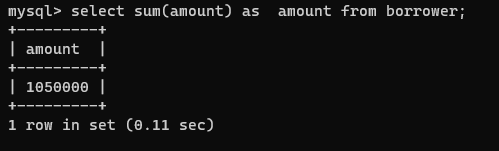 mysql> select sum(amount) as  amount from borrower;
+---------+
| amount  |
+---------+
| 1050000 |
+---------+
1 row in set (0.11 sec)